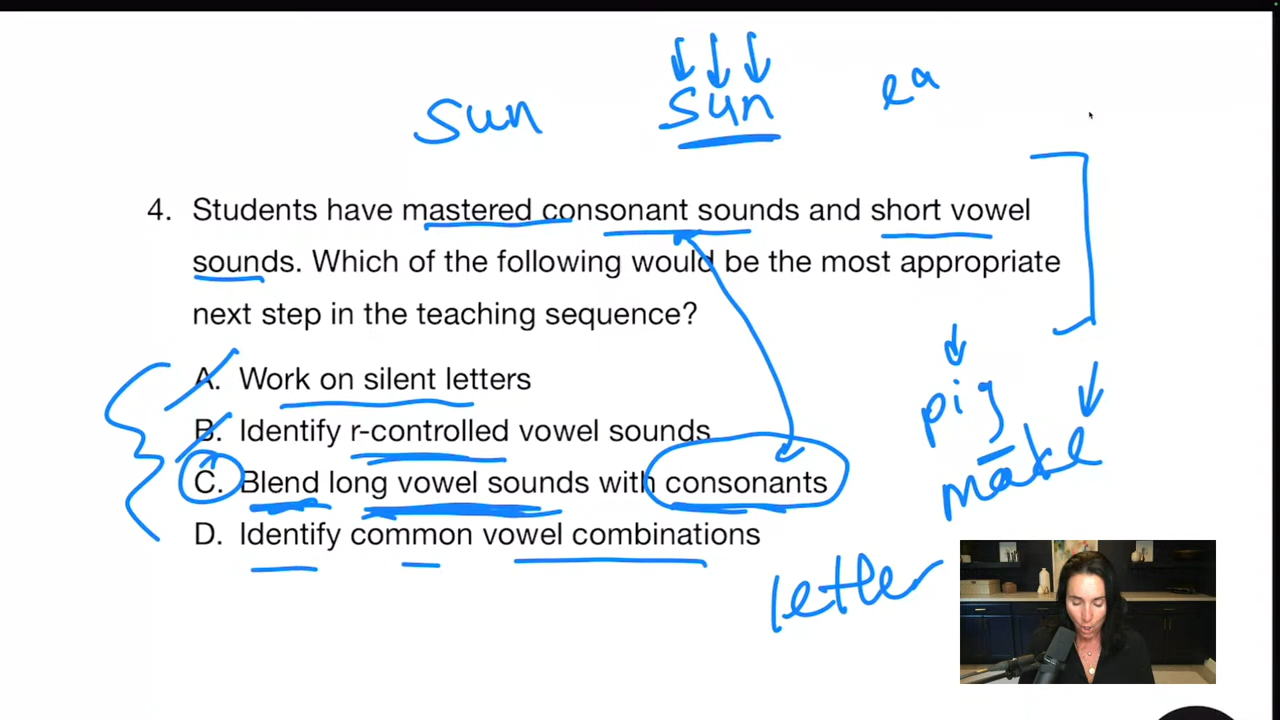 sun sun ea
4. Students have mastered consonant sounds and short vowel
sounds. Which of the following would be the most appropriate
next step in the teaching sequence?
A. Work on silent letters
B. Identify r-controlled vowel sounds
C. Blend long vowel sounds with consonants
D. Identify common vowel combinations
pig
make
letter